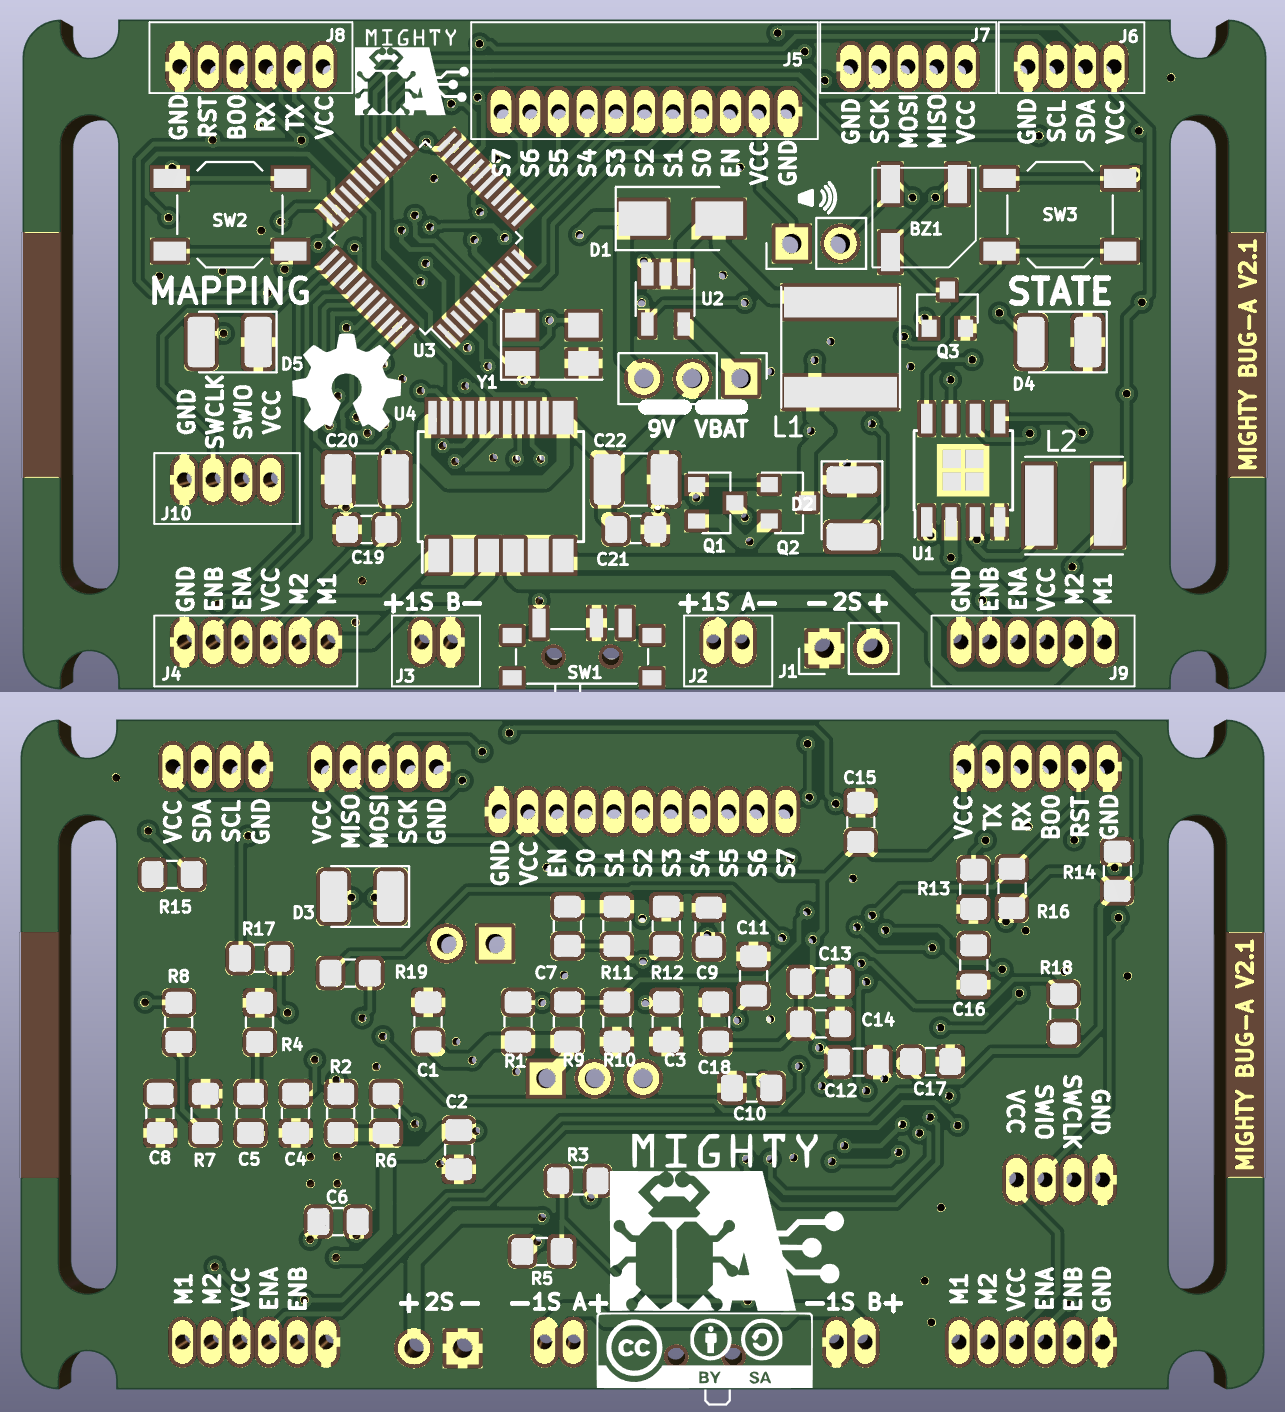 J8
MIGHTY
J5
J7
J6
GND RST BO0 RX TX VCC
S7 S6 S5 S4 S3 S2 S1 S0 EN VCC GND
GND SCK MOSI MISO VCC
GND SCL SDA VCC
SW2
D1
BZ1
SW3
MAPPING
U2
STATE
MIGHTY BUG-A V2.1
D5
U3
Y1
Q3
D4
GND SWCLK SWIO VCC
U4
9V VBAT
L1
L2
C20
C22
J10
C19
C21
Q1
D2
Q2
U1
GND ENB ENA VCC M2 M1
+1S B-
+1S A-
-2S+
GND ENB ENA VCC M2 M1
J4
J3
SW1
J2
J1
J9
VCC SDA SCL GND
VCC MISO MOSI SCK GND
GND VCC EN S0 S1 S2 S3 S4 S5 S6 S7
C15
VCC TX RX BO0 RST GND
R15
D3
R13
R16
R14
R17
R19
C7
R11
R12
C9
C11
C13
R8
R4
C14
C16
R18
MIGHTY BUG-A V2.1
R2
C1
R1
R9
R10
C3
C18
C12
C17
C10
C8
R7
C5
C4
R6
C2
VCC SWIO SWCLK GND
MIGHTY
R3
C6
R5
M1 M2 VCC ENA ENB
+2S-
-1S A+
-1S B+
M1 M2 VCC ENA ENB GND
CC
BY SA